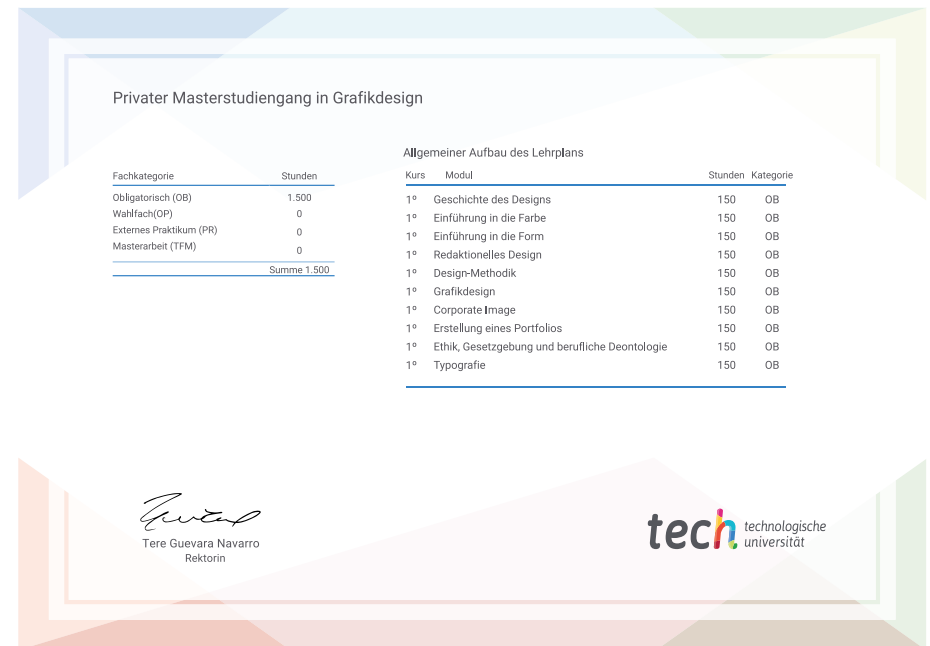 Privater Masterstudiengang in Grafikdesign
Fachkategorie Stunden
Obligatorisch (OB) 1.500
Wahlfach(OP) 0
Externes Praktikum (PR) 0
Masterarbeit (TFM) 0
Summe 1.500
Allgemeiner Aufbau des Lehrplans
Kurs Modul Stunden Kategorie
1º Geschichte des Designs 150 OB
1º Einführung in die Farbe 150 OB
1º Einführung in die Form 150 OB
1º Redaktionelles Design 150 OB
1º Design-Methodik 150 OB
1º Grafikdesign 150 OB
1º Corporate Image 150 OB
1º Erstellung eines Portfolios 150 OB
1º Ethik, Gesetzgebung und berufliche Deontologie 150 OB
1º Typografie 150 OB
Tere Guevara Navarro
Rektorin
tech technologische
universität